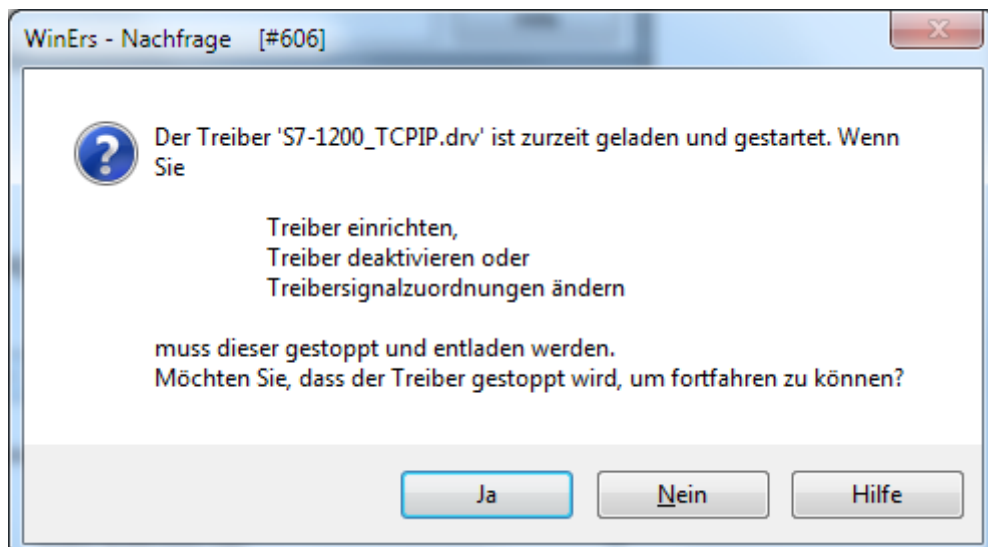 WinErs - Nachfrage [#606]
Der Treiber 'S7-1200_TCPIP.drv' ist zurzeit geladen und gestartet. Wenn
Sie
Treiber einrichten,
Treiber deaktivieren oder
Treibersignalzuordnungen ändern
muss dieser gestoppt und entladen werden.
Möchten Sie, dass der Treiber gestoppt wird, um fortfahren zu können?
Ja
Nein
Hilfe